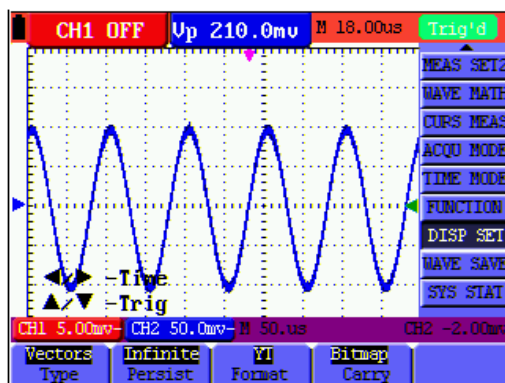 CH1 OFF Vp 210.0mv M 18.00us Trig'd
MEAS SET2
WAVE MATH
CURS MEAS
ACQU MODE
TIME MODE
FUNCTION
DISP SET
WAVE SAVE
SYS STAT
-Time
-Trig
CH1 5.00mv- CH2 50.0mv- M 50.us CH2 -2.00mv
Vectors Infinite YT Bitmap
Type Persist Format Carry